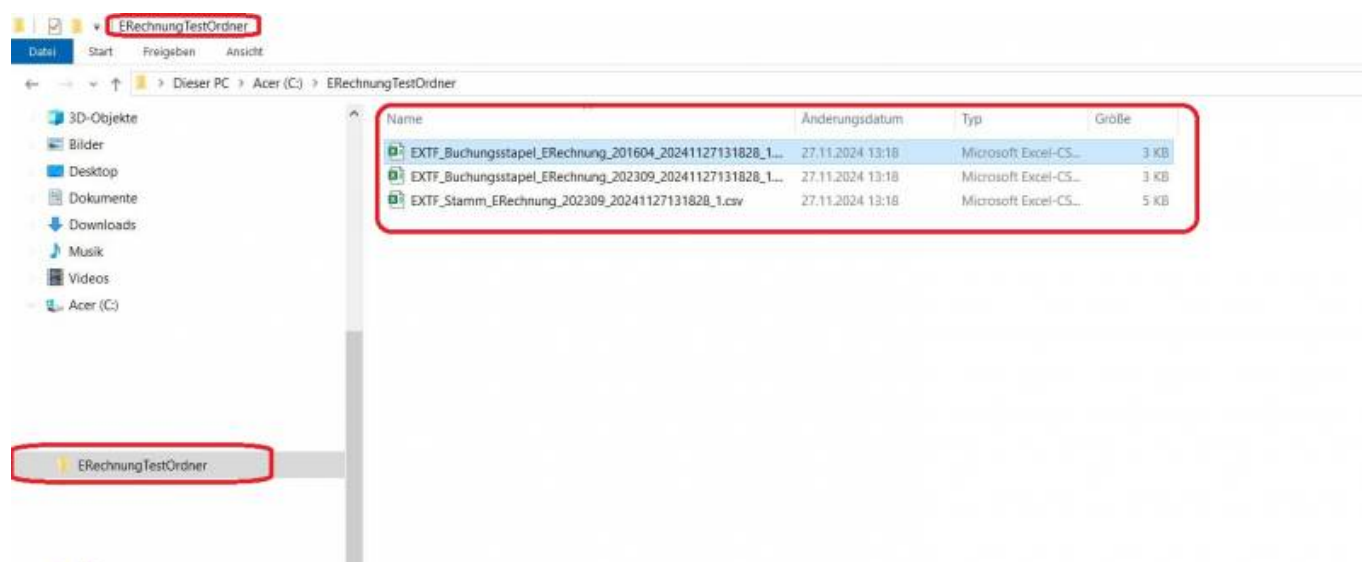 ERechnungTestOrdner
Datei Start Freigeben Ansicht
Dieser PC > Acer (C:) > ERechnungTestOrdner
3D-Objekte
Bilder
Desktop
Dokumente
Downloads
Musik
Videos
Acer (C:)
ERechnungTestOrdner
Name Änderungsdatum Typ Größe
EXTF_Buchungsstapel_ERechnung_201604_20241127131828_1... 27.11.2024 13:18 Microsoft Excel-CS... 3 KB
EXTF_Buchungsstapel_ERechnung_202309_20241127131828_1... 27.11.2024 13:18 Microsoft Excel-CS... 3 KB
EXTF_Stamm_ERechnung_202309_20241127131828_1.csv 27.11.2024 13:18 Microsoft Excel-CS... 5 KB